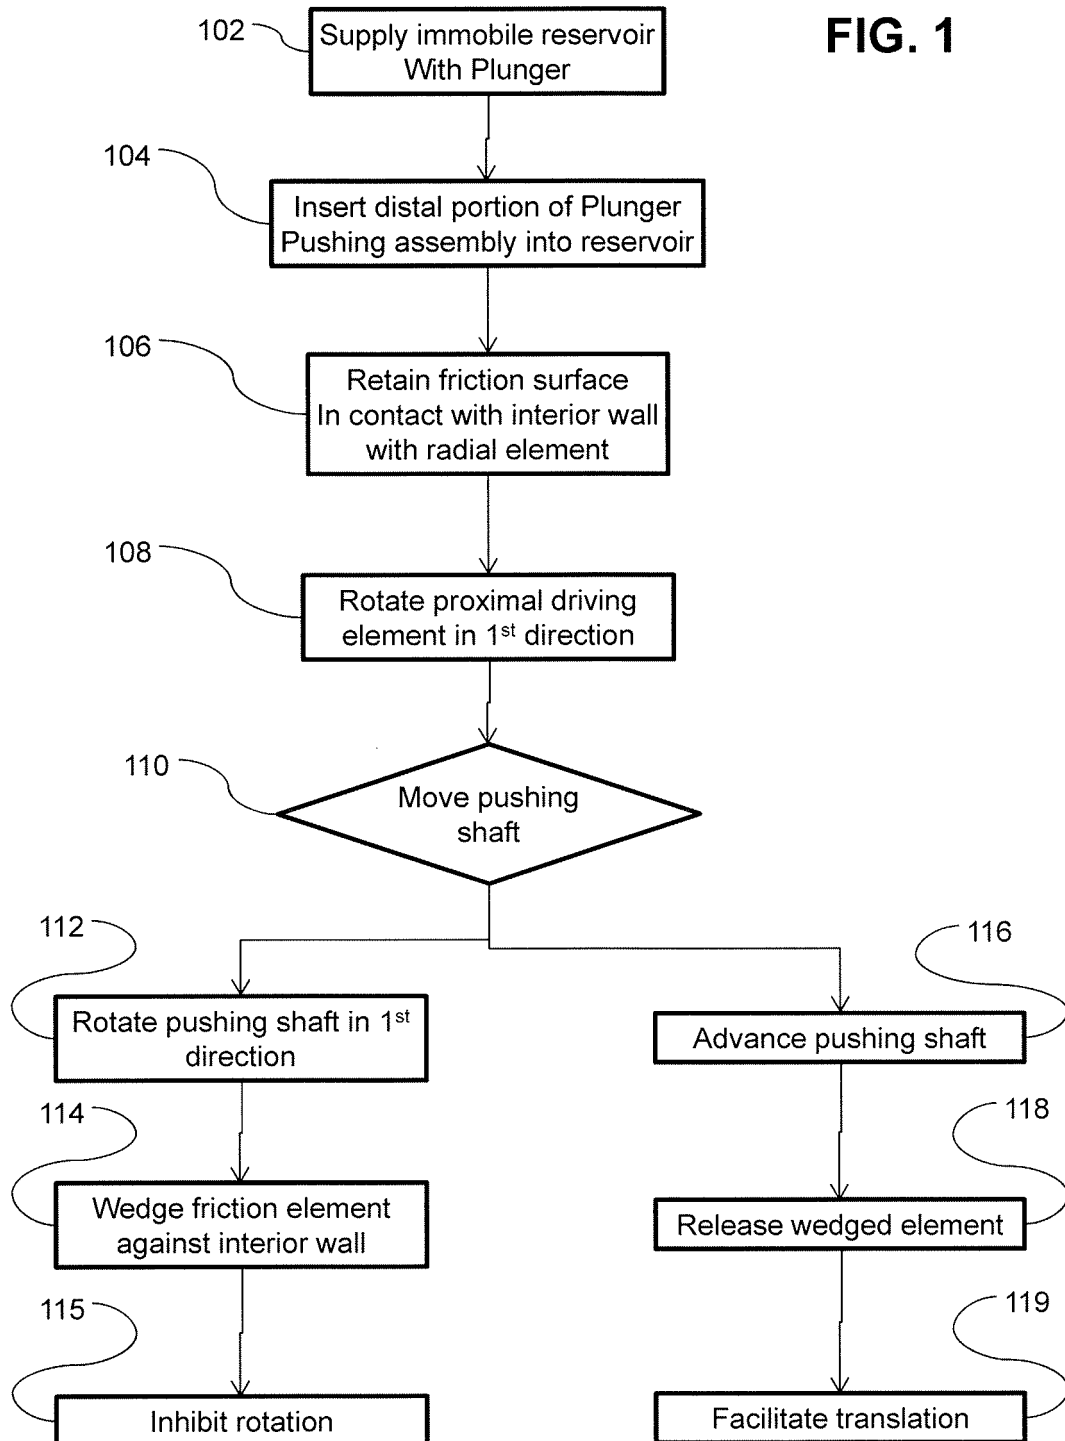 FIG. 1
102
Supply immobile reservoir
With Plunger
104
Insert distal portion of Plunger
Pushing assembly into reservoir
106
Retain friction surface
In contact with interior wall
with radial element
108
Rotate proximal driving
element in 1st direction
110
Move pushing
shaft
112
Rotate pushing shaft in 1st
direction
114
Wedge friction element
against interior wall
115
Inhibit rotation
116
Advance pushing shaft
118
Release wedged element
119
Facilitate translation